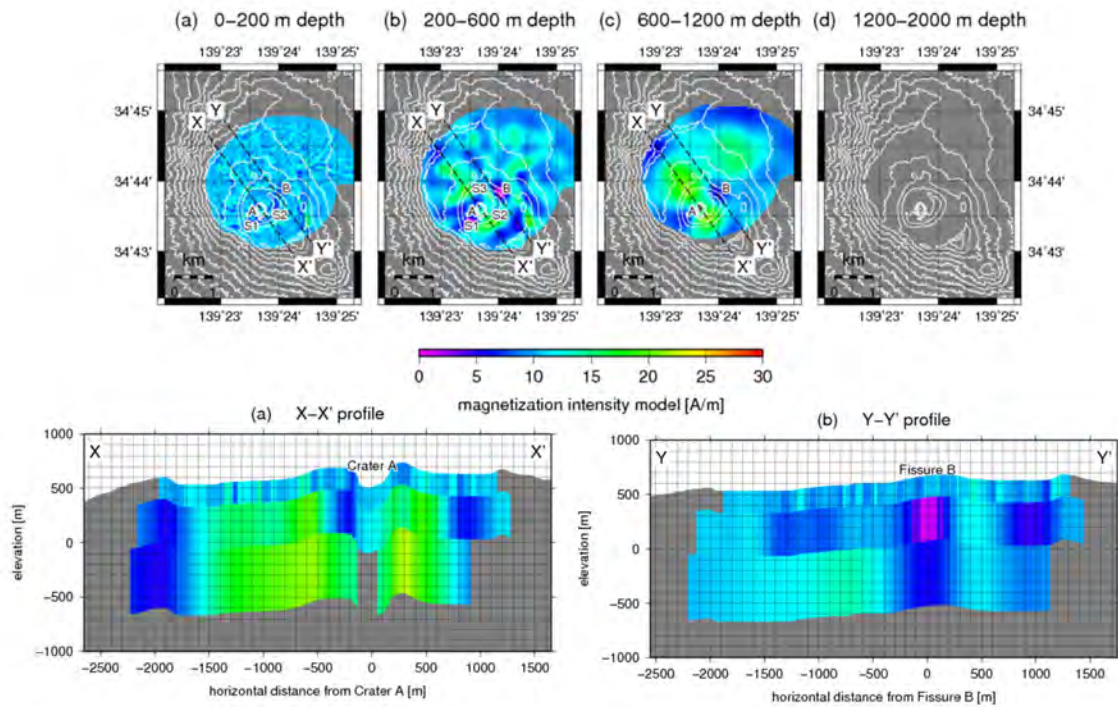 (a) 0–200 m depth (b) 200–600 m depth (c) 600–1200 m depth (d) 1200–2000 m depth
139˚23' 139˚24' 139˚25' 139˚23' 139˚24' 139˚25' 139˚23' 139˚24' 139˚25' 139˚23' 139˚24' 139˚25'
34˚45' 34˚45'
Y Y Y
X X X
34˚44' 34˚44'
B S3 B B
A S2 A S2 A
S1 S1
34˚43' 34˚43'
Y' Y' Y'
X' X' X'
km km km km
0 1 0 1 0 1 0 1
139˚23' 139˚24' 139˚25' 139˚23' 139˚24' 139˚25' 139˚23' 139˚24' 139˚25' 139˚23' 139˚24' 139˚25'
0 5 10 15 20 25 30
magnetization intensity model [A/m]
(a) X–X' profile
1000
X X'
Crater A
500
0
−500
−1000
elevation [m]
−2500 −2000 −1500 −1000 −500 0 500 1000 1500
horizontal distance from Crater A [m]
(b) Y–Y' profile
1000
Y Y'
Fissure B
500
0
−500
−1000
elevation [m]
−2500 −2000 −1500 −1000 −500 0 500 1000 1500
horizontal distance from Fissure B [m]